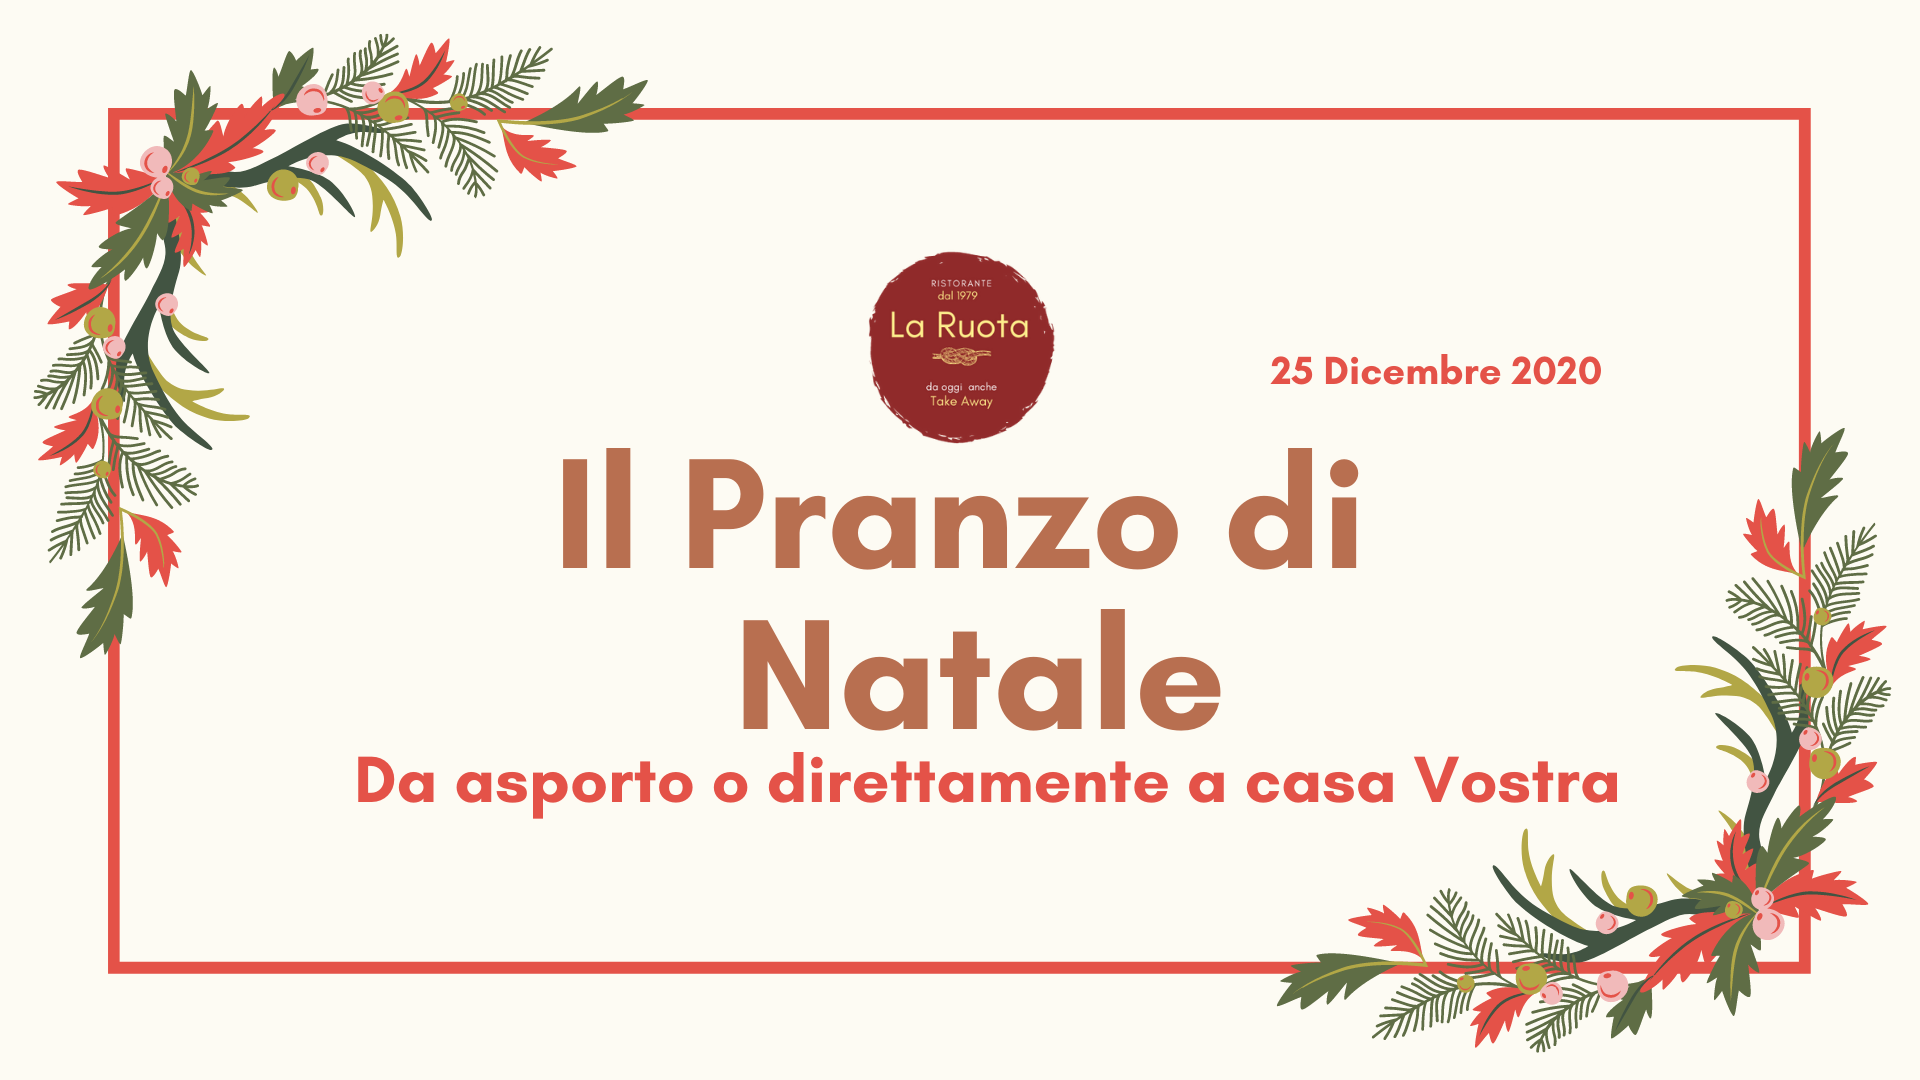 RISTORANTE
dal 1979
La Ruota
da oggi anche
Take Away
25 Dicembre 2020
Il Pranzo di
Natale
Da asporto o direttamente a casa Vostra